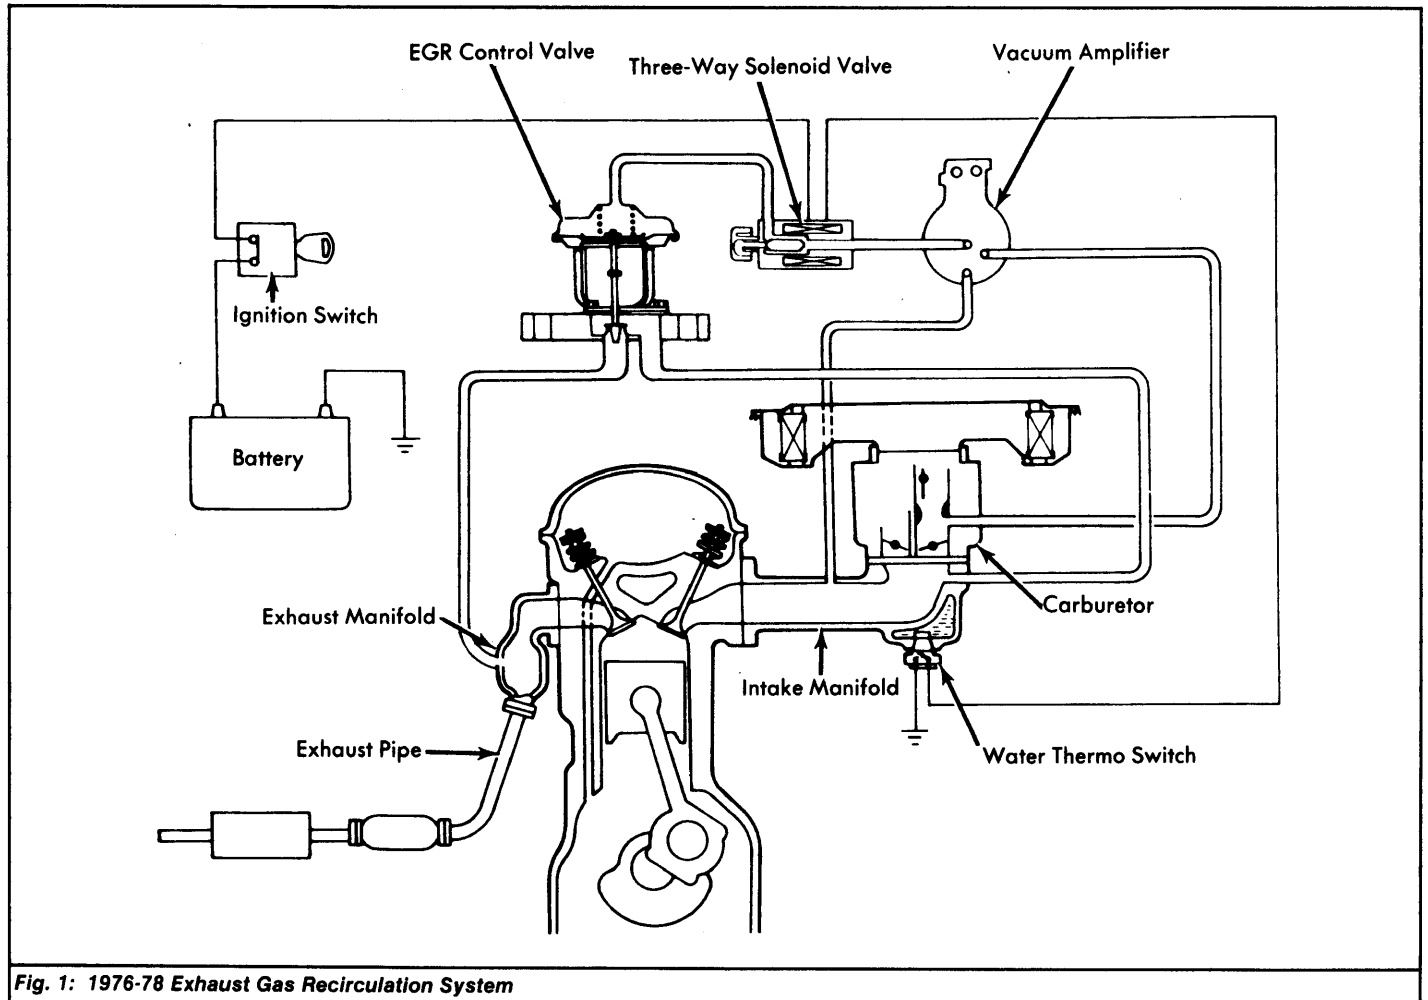 EGR Control Valve
Three-Way Solenoid Valve
Vacuum Amplifier
Ignition Switch
Battery
Exhaust Manifold
Carburetor
Intake Manifold
Exhaust Pipe
Water Thermo Switch
Fig. 1: 1976-78 Exhaust Gas Recirculation System